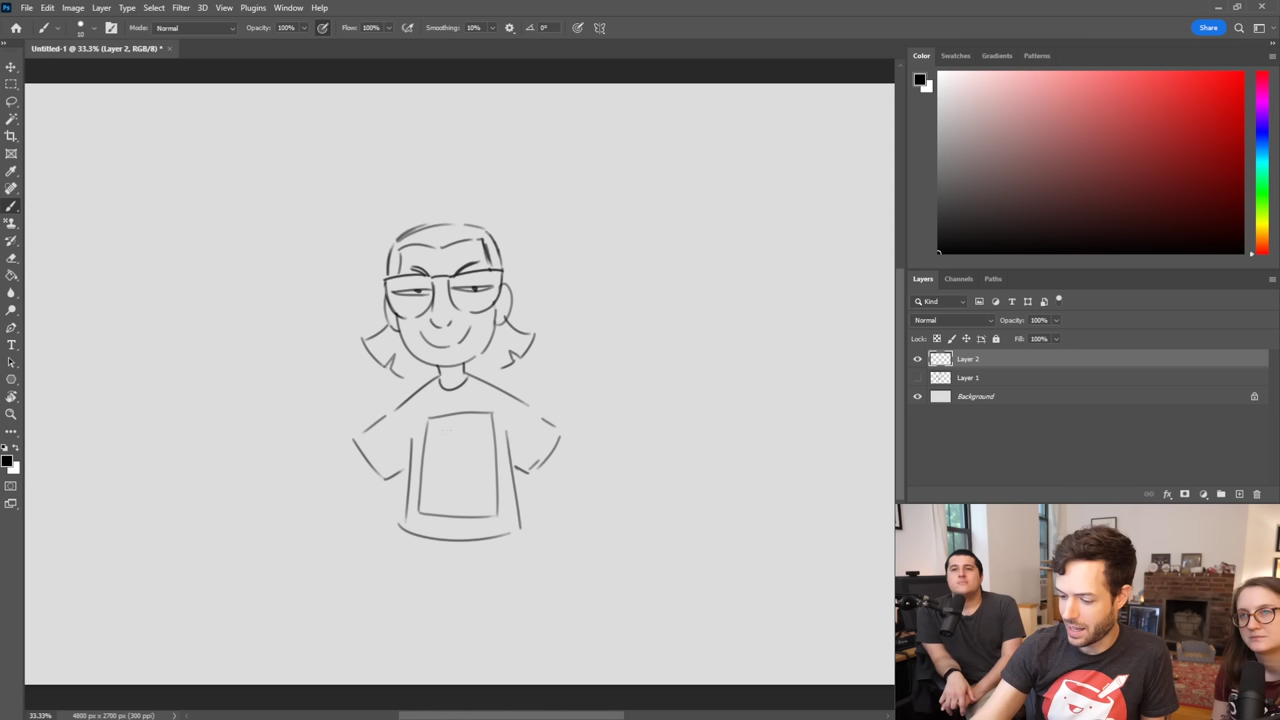 Ps File Edit Image Layer Type Select Filter 3D View Plugins Window Help
10 Mode: Normal Opacity: 100% Flow: 100% Smoothing: 10% 0° Share
Untitled-1 @ 33.3% (Layer 2, RGB/8) * ×
Color Swatches Gradients Patterns
Layers Channels Paths
Kind
Normal Opacity: 100%
Lock: Fill: 100%
Layer 2
Layer 1
Background
33.33% 4800 px x 2700 px (300 ppi)